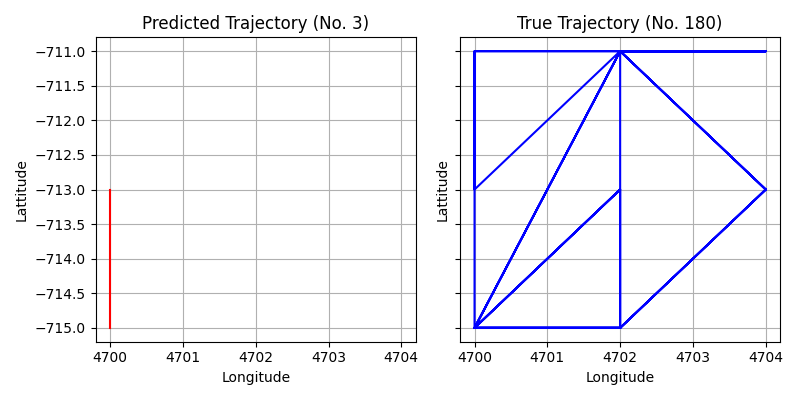 Predicted Trajectory (No. 3)
True Trajectory (No. 180)
−711.0
−711.5
−712.0
−712.5
−713.0
−713.5
−714.0
−714.5
−715.0
Lattitude
Lattitude
4700 4701 4702 4703 4704
4700 4701 4702 4703 4704
Longitude
Longitude